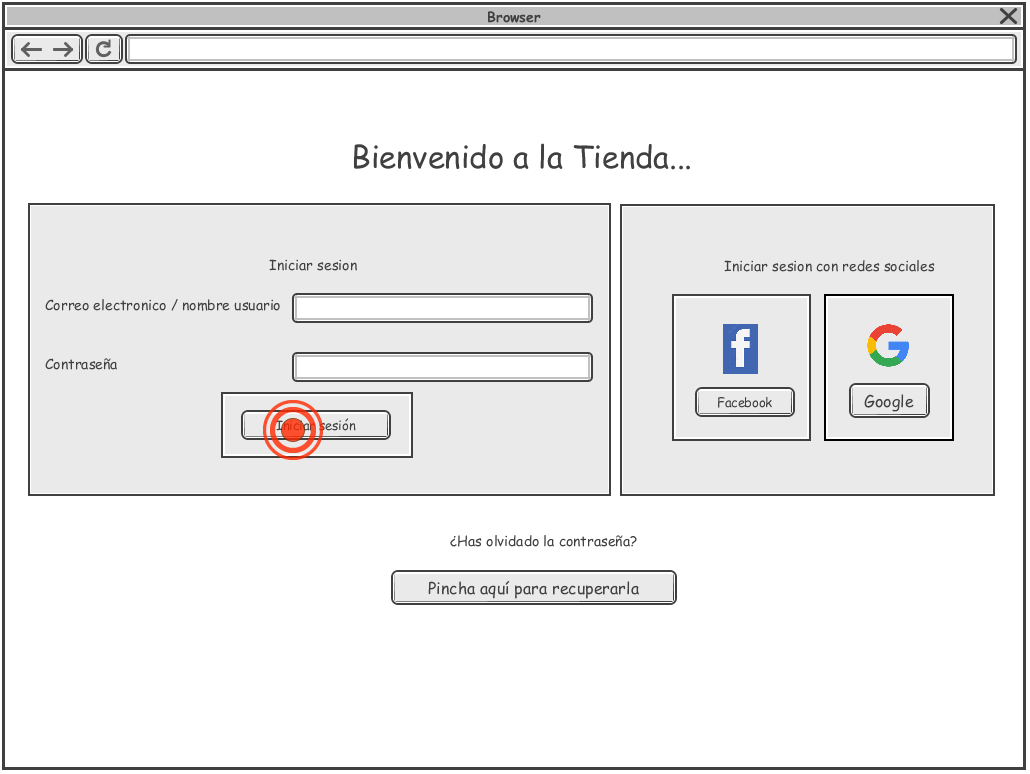 Browser
Bienvenido a la Tienda...
Iniciar sesion
Correo electronico / nombre usuario
Contraseña
Iniciar sesión
Iniciar sesion con redes sociales
Facebook
Google
¿Has olvidado la contraseña?
Pincha aquí para recuperarla